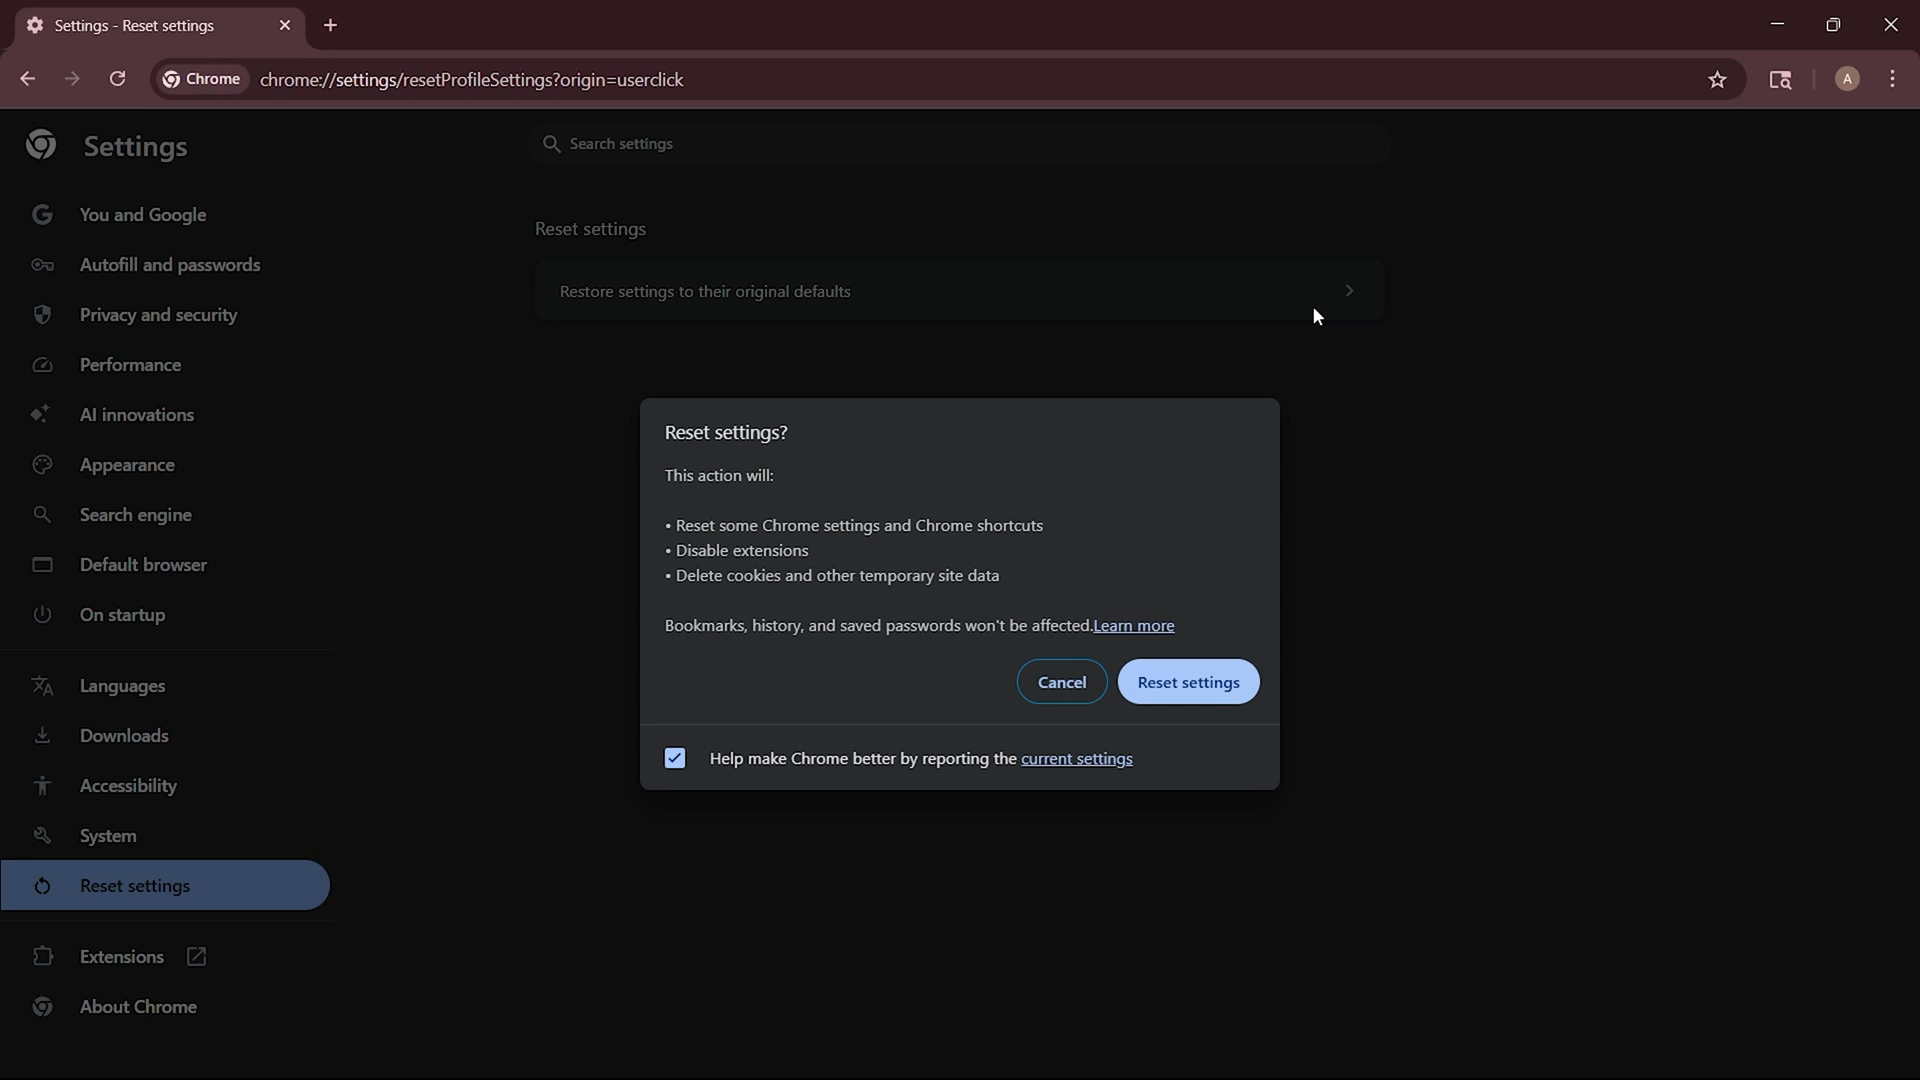 Settings - Reset settings
Chrome
chrome://settings/resetProfileSettings?origin=userclick
A
Settings
Search settings
You and Google
Autofill and passwords
Privacy and security
Performance
AI innovations
Appearance
Search engine
Default browser
On startup
Languages
Downloads
Accessibility
System
Reset settings
Extensions
About Chrome
Reset settings
Restore settings to their original defaults
Reset settings?
This action will:
• Reset some Chrome settings and Chrome shortcuts
• Disable extensions
• Delete cookies and other temporary site data
Bookmarks, history, and saved passwords won't be affected.Learn more
Cancel
Reset settings
Help make Chrome better by reporting the current settings